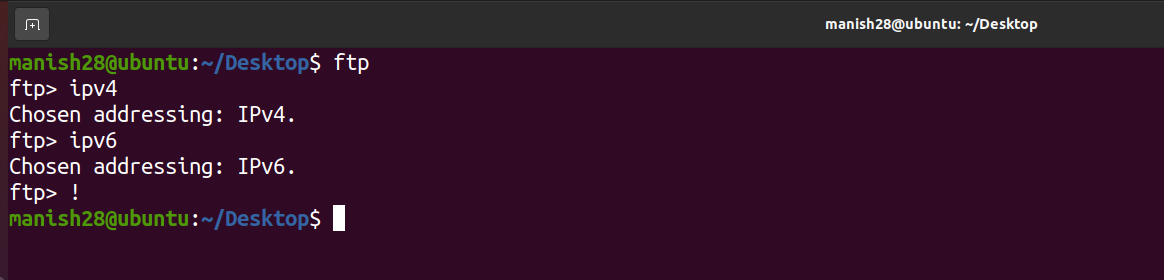 manish28@ubuntu: ~/Desktop
manish28@ubuntu:~/Desktop$ ftp
ftp> ipv4
Chosen addressing: IPv4.
ftp> ipv6
Chosen addressing: IPv6.
ftp> !
manish28@ubuntu:~/Desktop$